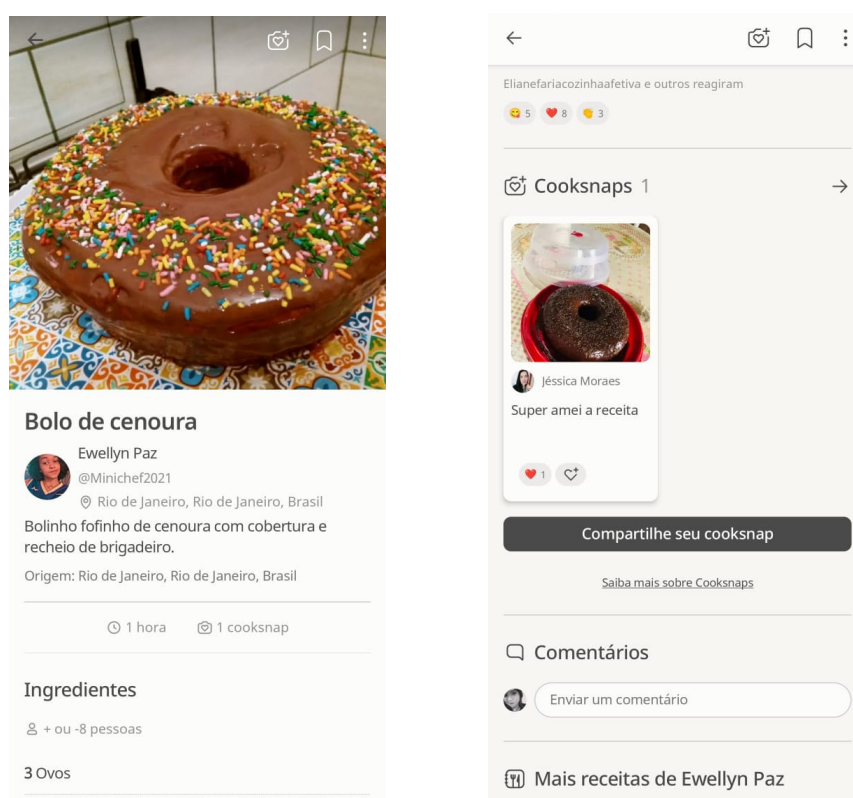 Bolo de cenoura
Ewellyn Paz
@Minichef2021
Rio de Janeiro, Rio de Janeiro, Brasil
Bolinho fofinho de cenoura com cobertura e
recheio de brigadeiro.
Origem: Rio de Janeiro, Rio de Janeiro, Brasil
1 hora 1 cooksnap
Ingredientes
+ ou -8 pessoas
3 Ovos
Elianefariacozinhaafetiva e outros reagiram
5 8 3
Cooksnaps 1
Jéssica Moraes
Super amei a receita
1
Compartilhe seu cooksnap
Saiba mais sobre Cooksnaps
Comentários
Enviar um comentário
Mais receitas de Ewellyn Paz